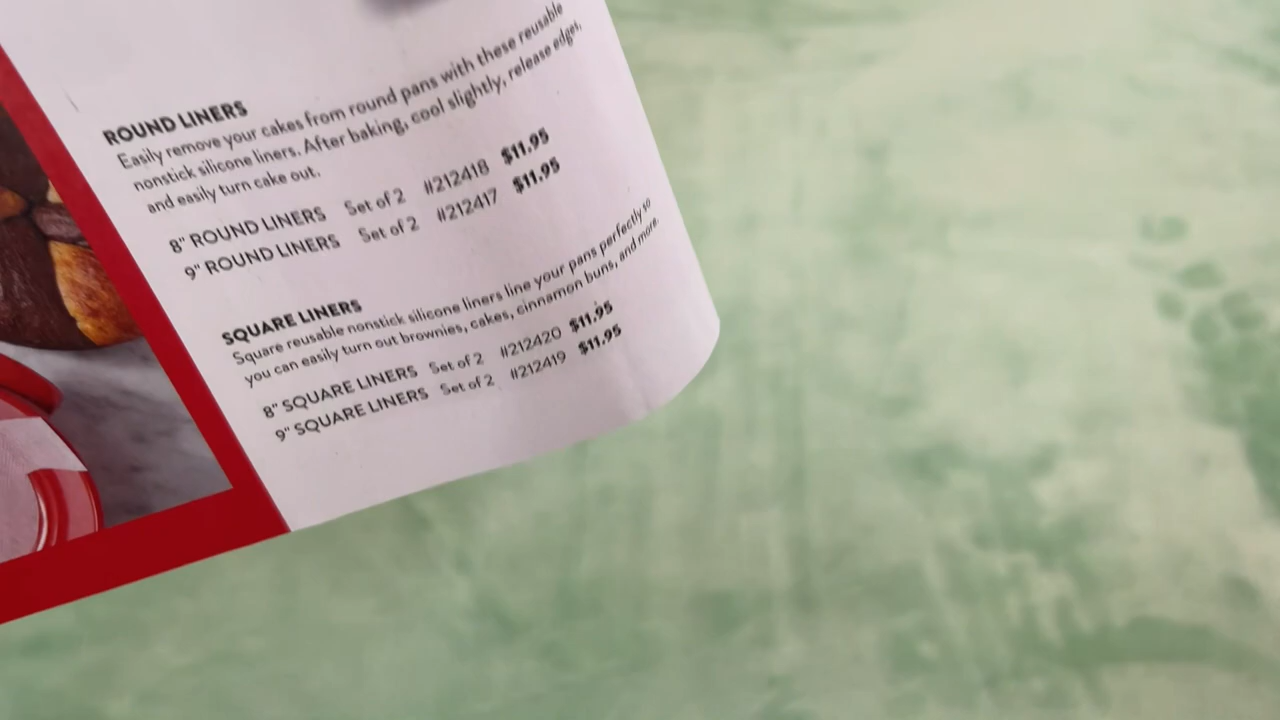 ROUND LINERS
Easily remove your cakes from round pans with these reusable
nonstick silicone liners. After baking, cool slightly, release edges,
and easily turn cake out.
8" ROUND LINERS Set of 2 #212418 $11.95
9" ROUND LINERS Set of 2 #212417 $11.95
SQUARE LINERS
Square reusable nonstick silicone liners line your pans perfectly so
you can easily turn out brownies, cakes, cinnamon buns, and more.
8" SQUARE LINERS Set of 2 #212420 $11.95
9" SQUARE LINERS Set of 2 #212419 $11.95